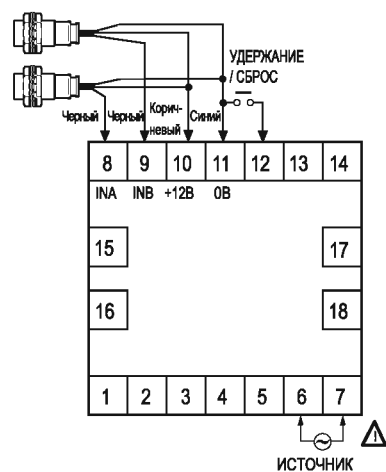 УДЕРЖАНИЕ
/ СБРОС
Черный Черный Корич-
невый Синий
8 9 10 11 12 13 14
INA INB +12В 0В
15 17
16 18
1 2 3 4 5 6 7
ИСТОЧНИК